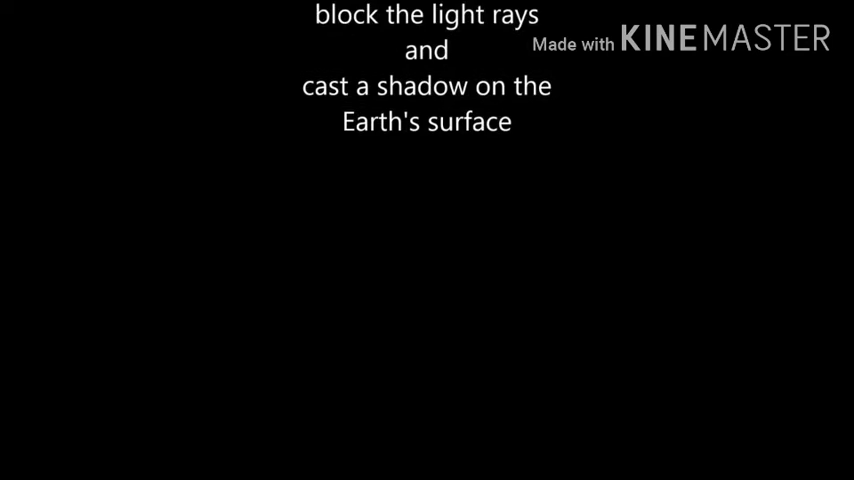 block the light rays
and
cast a shadow on the
Earth's surface
Made with KINEMASTER